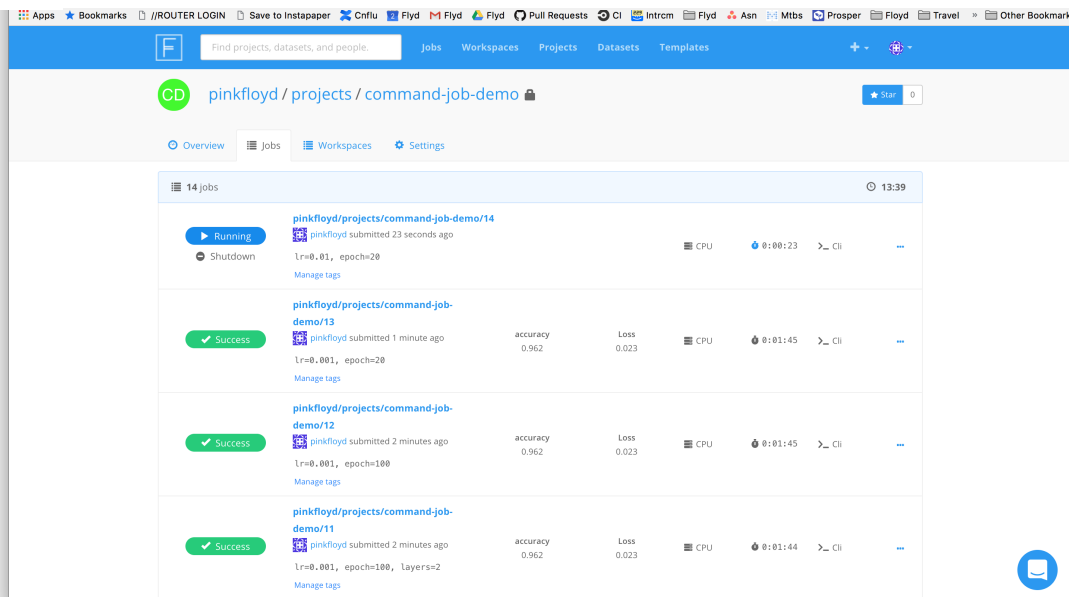 Apps Bookmarks //ROUTER LOGIN Save to Instapaper Cnflu Flyd Flyd Flyd Pull Requests CI Intrcm Flyd Asn Mtbs Prosper Floyd Travel » Other Bookmark
F Find projects, datasets, and people. Jobs Workspaces Projects Datasets Templates
CD pinkfloyd / projects / command-job-demo Star 0
Overview Jobs Workspaces Settings
14 jobs 13:39
pinkfloyd/projects/command-job-demo/14
Running pinkfloyd submitted 23 seconds ago CPU 0:00:23 Cli ...
Shutdown lr=0.01, epoch=20
Manage tags
pinkfloyd/projects/command-job-
demo/13
Success pinkfloyd submitted 1 minute ago accuracy 0.962 Loss 0.023 CPU 0:01:45 Cli ...
lr=0.001, epoch=20
Manage tags
pinkfloyd/projects/command-job-
demo/12
Success pinkfloyd submitted 2 minutes ago accuracy 0.962 Loss 0.023 CPU 0:01:45 Cli ...
lr=0.001, epoch=100
Manage tags
pinkfloyd/projects/command-job-
demo/11
Success pinkfloyd submitted 2 minutes ago accuracy 0.962 Loss 0.023 CPU 0:01:44 Cli ...
lr=0.001, epoch=100, layers=2
Manage tags